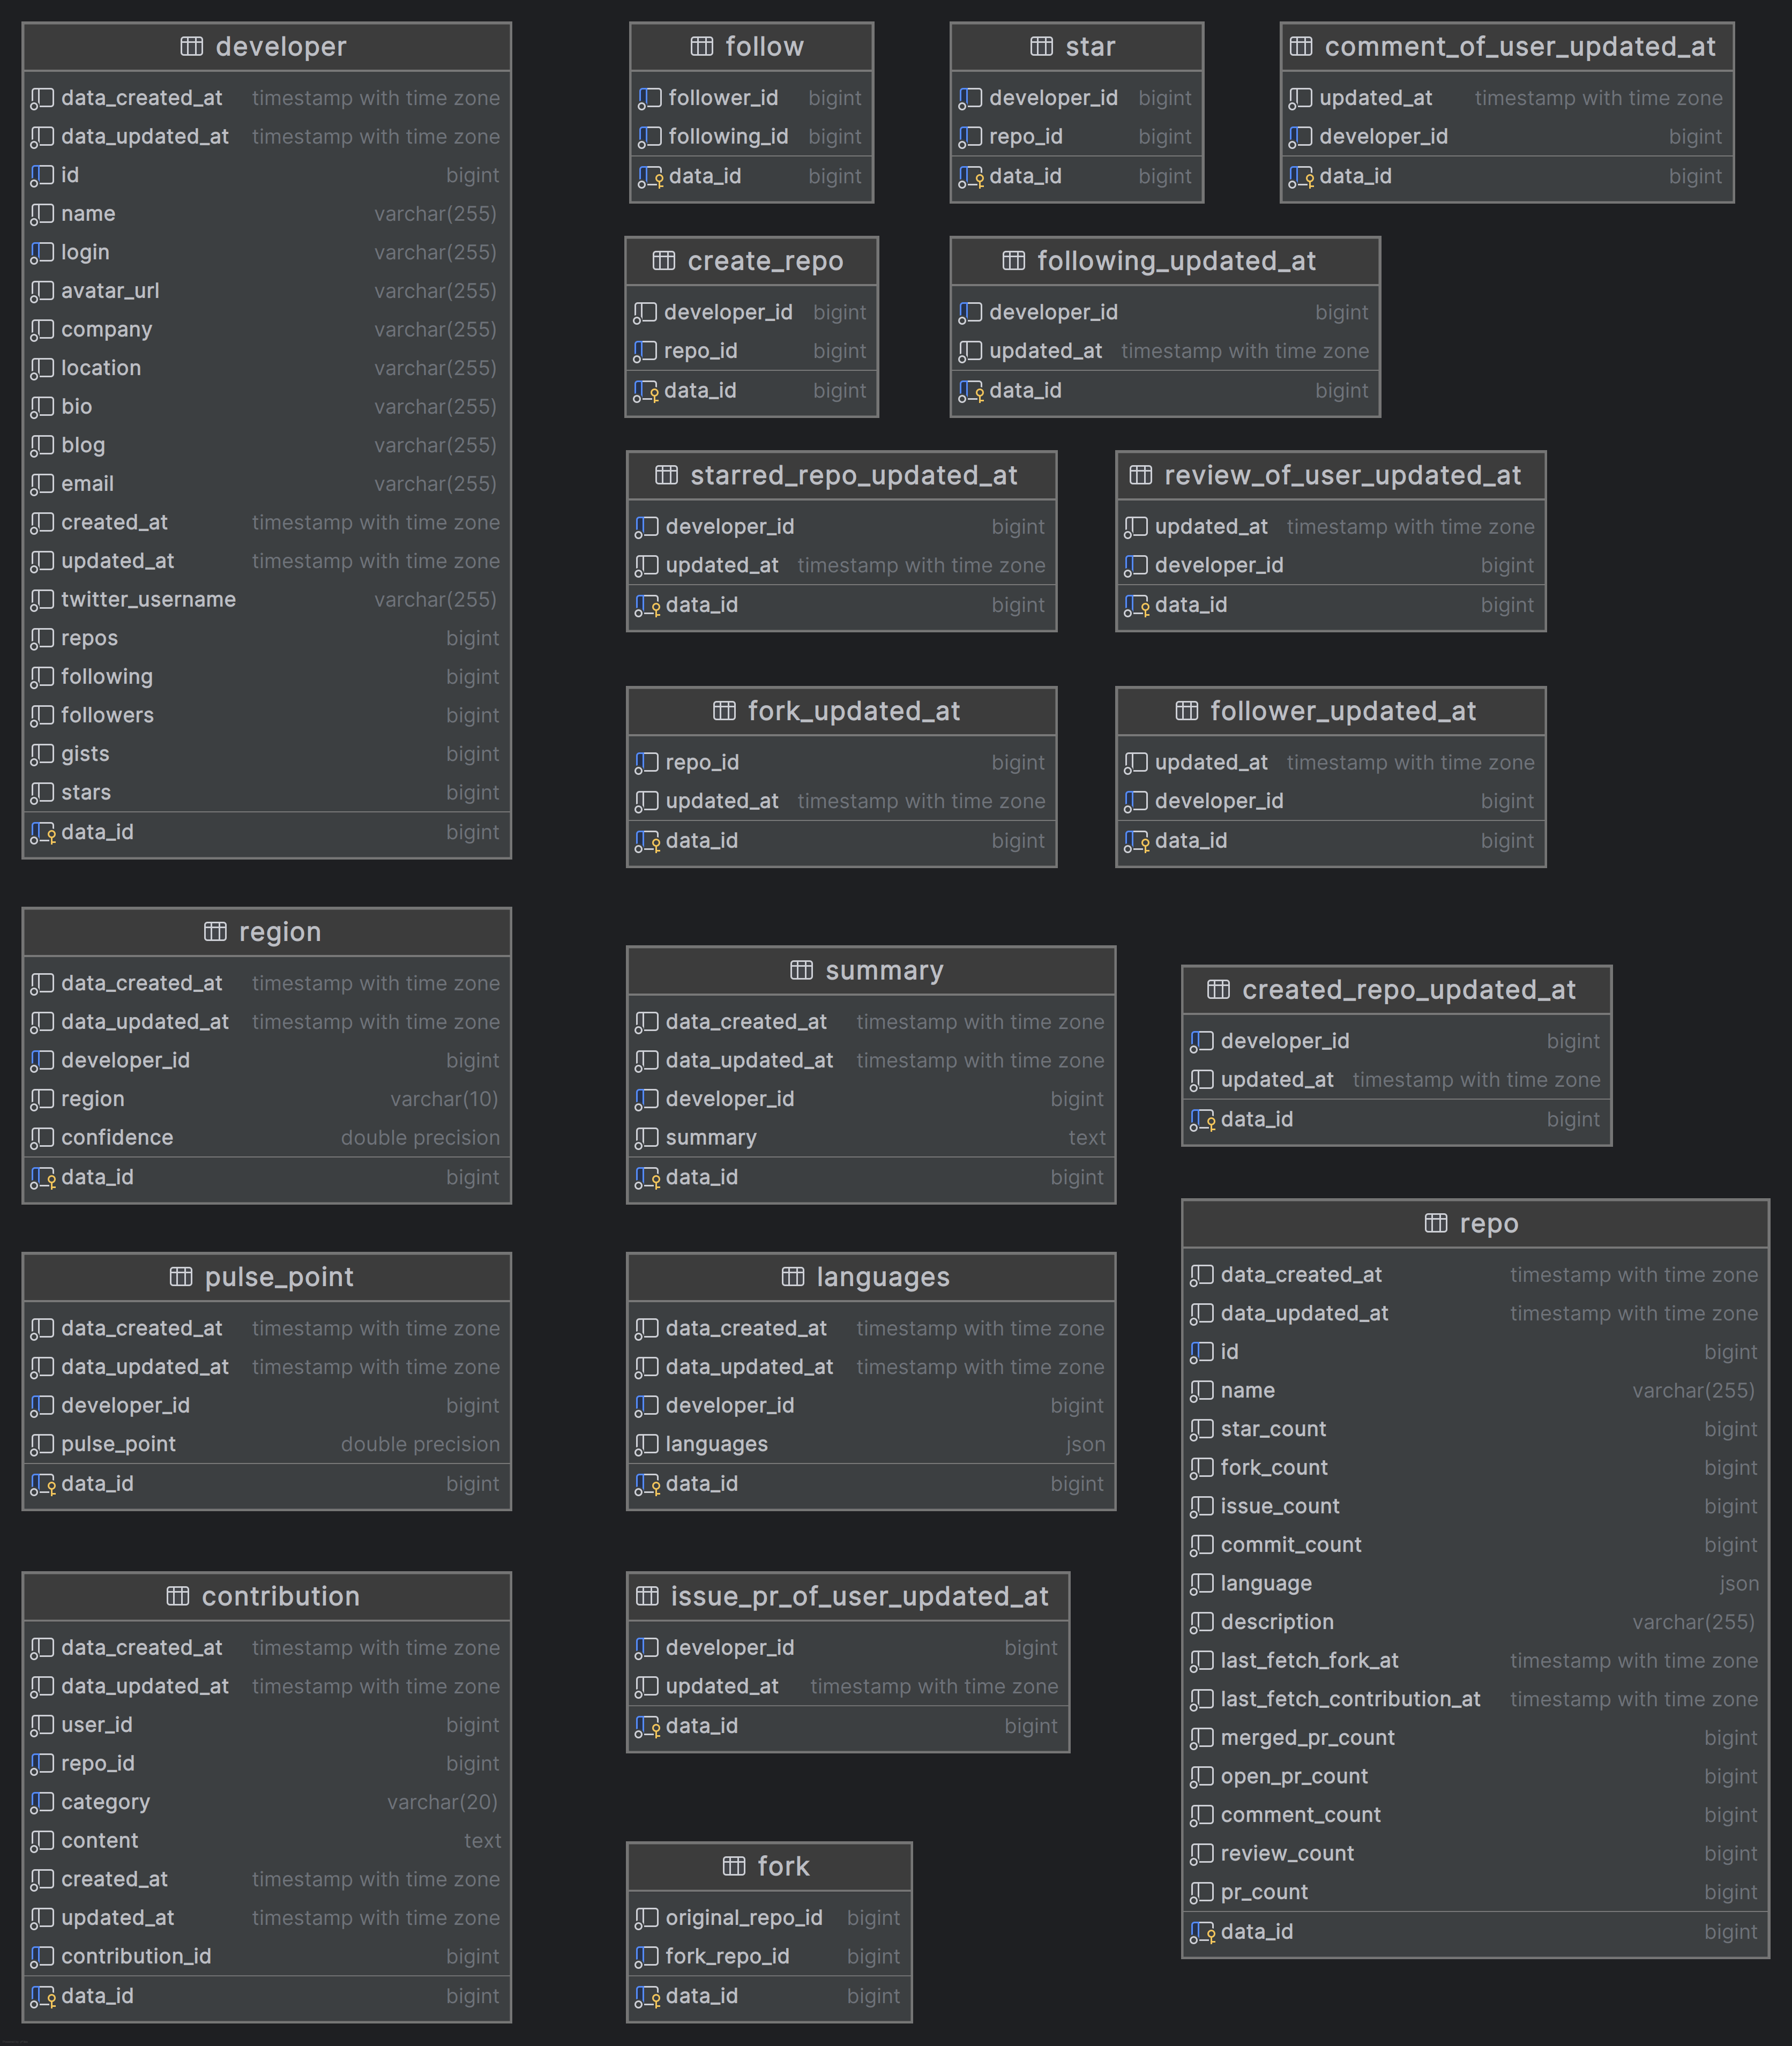 developer
data_created_at timestamp with time zone
data_updated_at timestamp with time zone
id bigint
name varchar(255)
login varchar(255)
avatar_url varchar(255)
company varchar(255)
location varchar(255)
bio varchar(255)
blog varchar(255)
email varchar(255)
created_at timestamp with time zone
updated_at timestamp with time zone
twitter_username varchar(255)
repos bigint
following bigint
followers bigint
gists bigint
stars bigint
data_id bigint
follow
follower_id bigint
following_id bigint
data_id bigint
star
developer_id bigint
repo_id bigint
data_id bigint
comment_of_user_updated_at
updated_at timestamp with time zone
developer_id bigint
data_id bigint
create_repo
developer_id bigint
repo_id bigint
data_id bigint
following_updated_at
developer_id bigint
updated_at timestamp with time zone
data_id bigint
starred_repo_updated_at
developer_id bigint
updated_at timestamp with time zone
data_id bigint
review_of_user_updated_at
updated_at timestamp with time zone
developer_id bigint
data_id bigint
fork_updated_at
repo_id bigint
updated_at timestamp with time zone
data_id bigint
follower_updated_at
updated_at timestamp with time zone
developer_id bigint
data_id bigint
region
data_created_at timestamp with time zone
data_updated_at timestamp with time zone
developer_id bigint
region varchar(10)
confidence double precision
data_id bigint
summary
data_created_at timestamp with time zone
data_updated_at timestamp with time zone
developer_id bigint
summary text
data_id bigint
created_repo_updated_at
developer_id bigint
updated_at timestamp with time zone
data_id bigint
pulse_point
data_created_at timestamp with time zone
data_updated_at timestamp with time zone
developer_id bigint
pulse_point double precision
data_id bigint
languages
data_created_at timestamp with time zone
data_updated_at timestamp with time zone
developer_id bigint
languages json
data_id bigint
repo
data_created_at timestamp with time zone
data_updated_at timestamp with time zone
id bigint
name varchar(255)
star_count bigint
fork_count bigint
issue_count bigint
commit_count bigint
language json
description varchar(255)
last_fetch_fork_at timestamp with time zone
last_fetch_contribution_at timestamp with time zone
merged_pr_count bigint
open_pr_count bigint
comment_count bigint
review_count bigint
pr_count bigint
data_id bigint
contribution
data_created_at timestamp with time zone
data_updated_at timestamp with time zone
user_id bigint
repo_id bigint
category varchar(20)
content text
created_at timestamp with time zone
updated_at timestamp with time zone
contribution_id bigint
data_id bigint
issue_pr_of_user_updated_at
developer_id bigint
updated_at timestamp with time zone
data_id bigint
fork
original_repo_id bigint
fork_repo_id bigint
data_id bigint